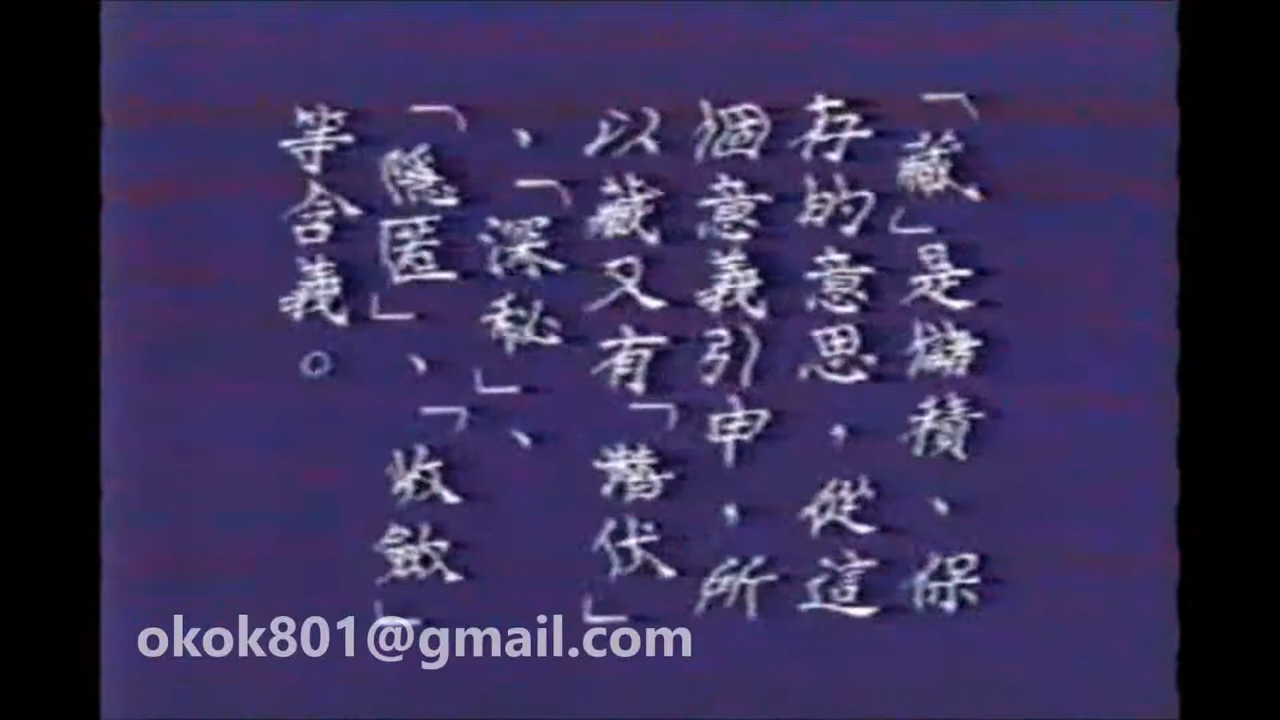 「藏」是儲積、保
存的意思，從這
個意義引申，所
以藏又有「潛伏」
、「深秘」、
「隱匿」、「收斂」
等含義。
okok801@gmail.com